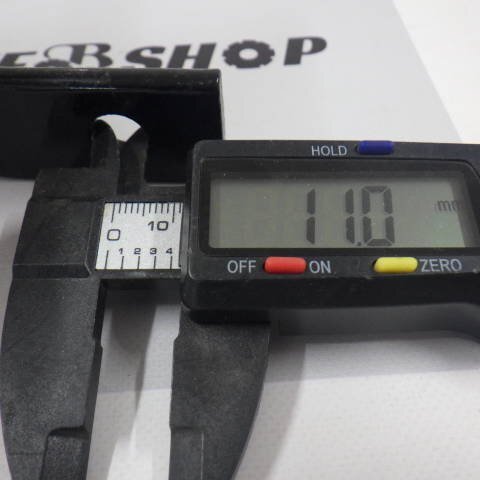 B SHOP
HOLD
11.0 mm
0 10
1 2 3 4
OFF ON ZERO